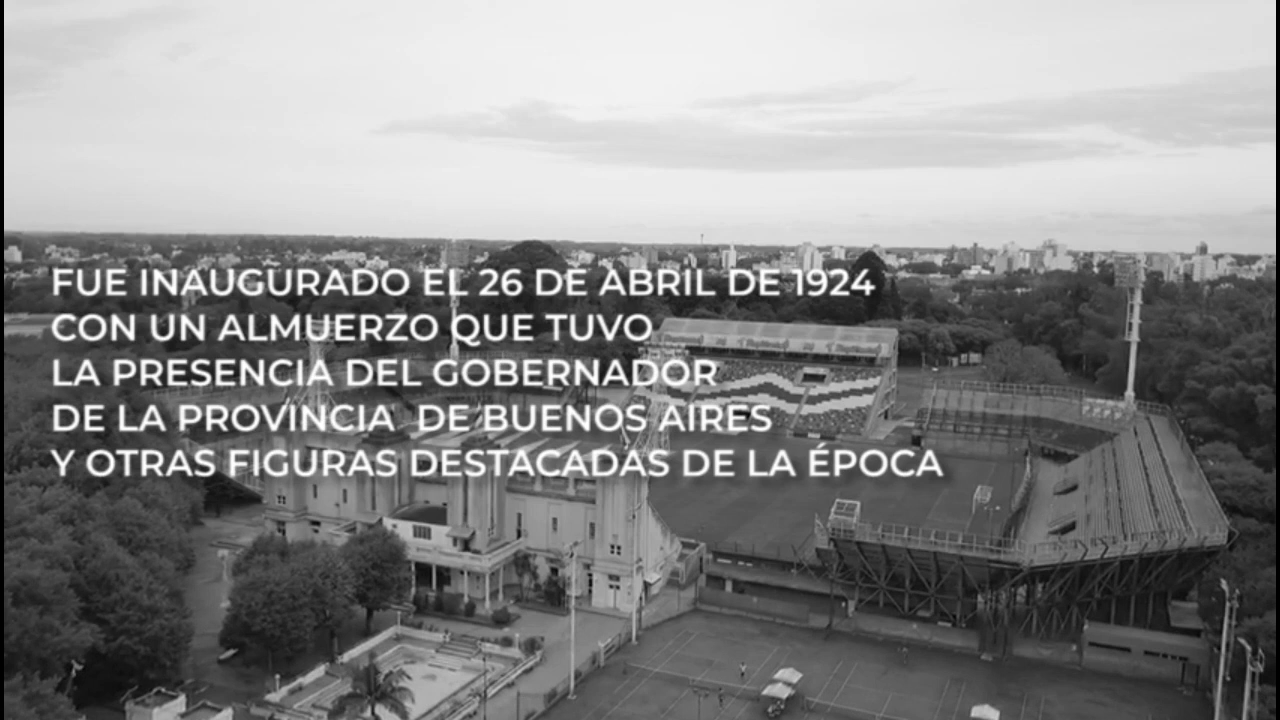 FUE INAUGURADO EL 26 DE ABRIL DE 1924
CON UN ALMUERZO QUE TUVO
LA PRESENCIA DEL GOBERNADOR
DE LA PROVINCIA DE BUENOS AIRES
Y OTRAS FIGURAS DESTACADAS DE LA ÉPOCA